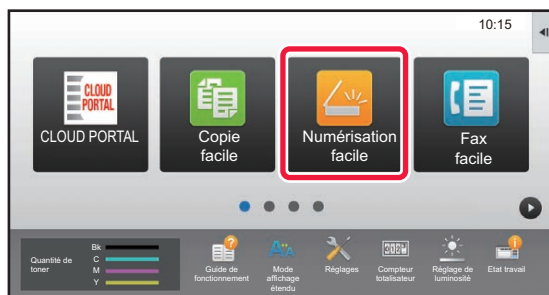 10:15
CLOUD
PORTAL
CLOUD PORTAL
Copie
facile
Numérisation
facile
Fax
facile
Quantité de
toner
Bk
C
M
Y
Guide de
fonctionnement
Mode
affichage
étendu
Réglages
Compteur
totalisateur
Réglage de
luminosité
Etat travail